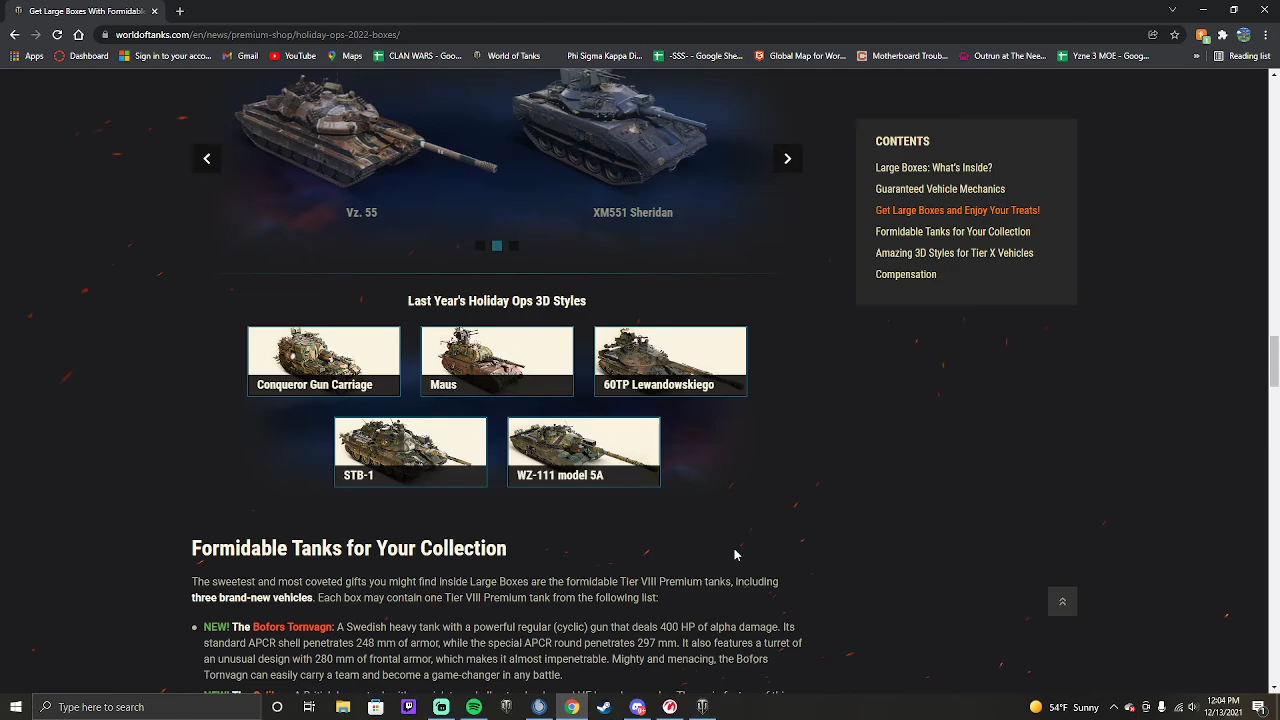 Get Large Boxes Following
worldoftanks.com/en/news/premium-shop/holiday-ops-2022-boxes/
Apps
Dashboard
Sign in to your acco...
Gmail
YouTube
Maps
CLAN WARS - Goo...
World of Tanks
Phi Sigma Kappa Di...
-SSS- - Google She...
Global Map - Word...
Motherboard Trou...
Outrun at Newtown...
Yzne 3 MOE - Goo...
»
Reading list
Vz. 55
XM551 Sheridan
CONTENTS
Large Boxes: What's Inside?
Guaranteed Vehicle Mechanics
Get Large Boxes and Enjoy Your Treats!
Formidable Tanks for Your Collection
Amazing 3D Styles for Tier X Vehicles
Compensation
Last Year's Holiday Ops 3D Styles
Conqueror Gun Carriage
Maus
60TP Lewandowskiego
STB-1
WZ-111 model 5A
Formidable Tanks for Your Collection
The sweetest and most coveted gifts you might find inside Large Boxes are the formidable Tier VIII Premium tanks, including
three brand-new vehicles. Each box may contain one Tier VIII Premium tank from the following list:
NEW! The Bofors Tornvagn: A Swedish heavy tank with a powerful regular (cyclic) gun that deals 400 HP of alpha damage. Its
standard APCR shell penetrates 248 mm of armor, while the special APCR round penetrates 297 mm. It also features a turret of
an unusual design with 280 mm of frontal armor, which makes it almost impenetrable. Mighty and menacing, the Bofors
Tornvagn can easily carry a team and become a game-changer in any battle.
Type here to search
54°F Sunny
12:04 PM
12/13/2021